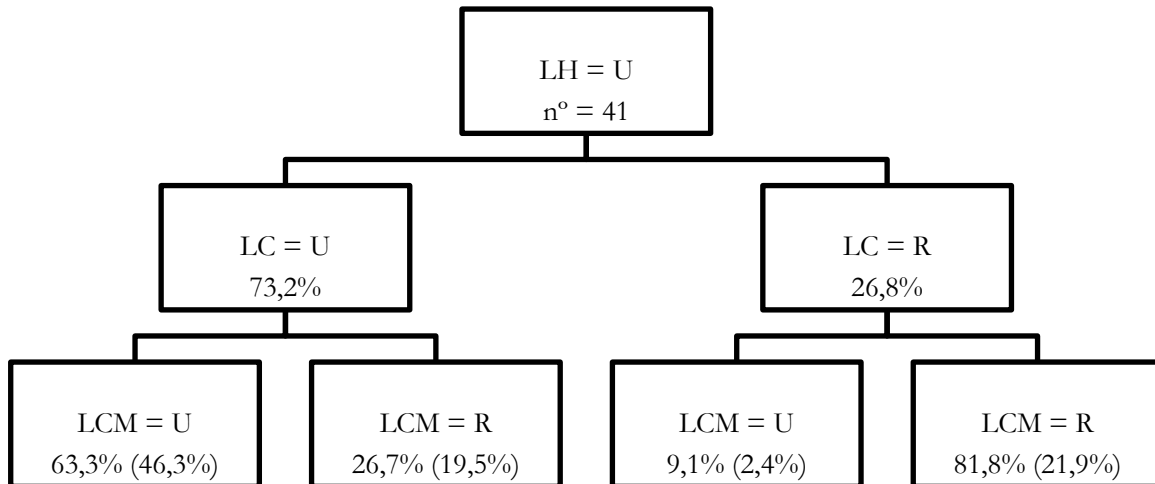 LH = U
nº = 41
LC = U
73,2%
LC = R
26,8%
LCM = U
63,3% (46,3%)
LCM = R
26,7% (19,5%)
LCM = U
9,1% (2,4%)
LCM = R
81,8% (21,9%)